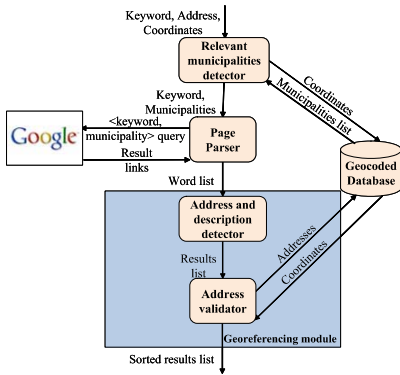 Keyword, Address,
Coordinates
Relevant
municipalities
detector
Coordinates
Municipalities list
Keyword,
Municipalities
<keyword,
municipality> query
Google
Page
Parser
Result
links
Geocoded
Database
Word list
Address and
description
detector
Addresses
Coordinates
Results
list
Address
validator
Georeferencing module
Sorted results list